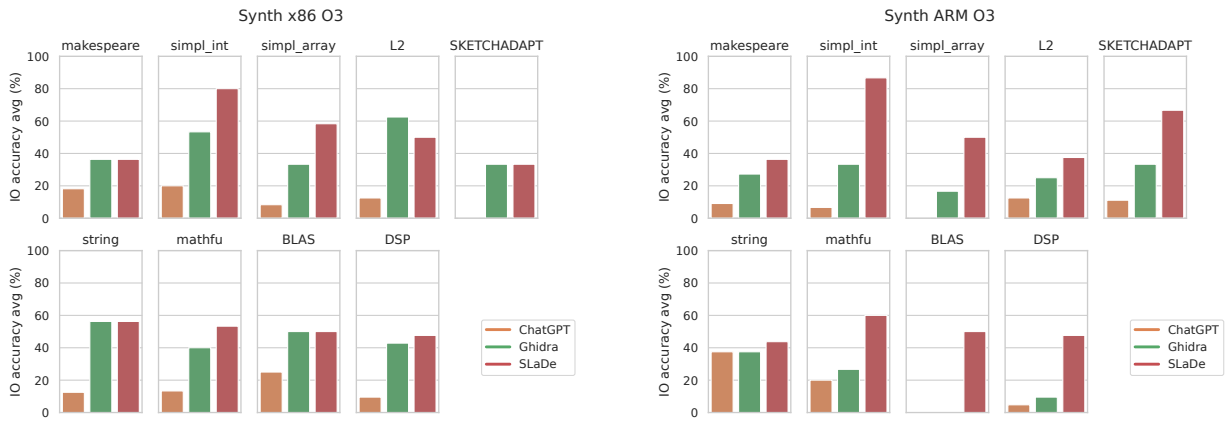 Synth x86 O3
makespeare simpl_int simpl_array L2 SKETCHADAPT
IO accuracy avg (%)
100
80
60
40
20
0
string mathfu BLAS DSP
IO accuracy avg (%)
100
80
60
40
20
0
ChatGPT
Ghidra
SLaDe
Synth ARM O3
makespeare simpl_int simpl_array L2 SKETCHADAPT
IO accuracy avg (%)
100
80
60
40
20
0
string mathfu BLAS DSP
IO accuracy avg (%)
100
80
60
40
20
0
ChatGPT
Ghidra
SLaDe